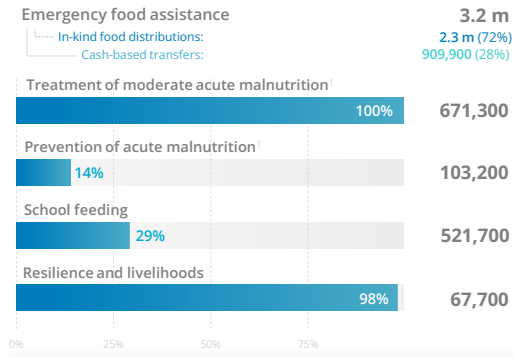 Emergency food assistance 3.2 m
In-kind food distributions: 2.3 m (72%)
Cash-based transfers: 909,900 (28%)
Treatment of moderate acute malnutrition¹
100% 671,300
Prevention of acute malnutrition¹
14% 103,200
School feeding
29% 521,700
Resilience and livelihoods
98% 67,700
0% 25% 50% 75%